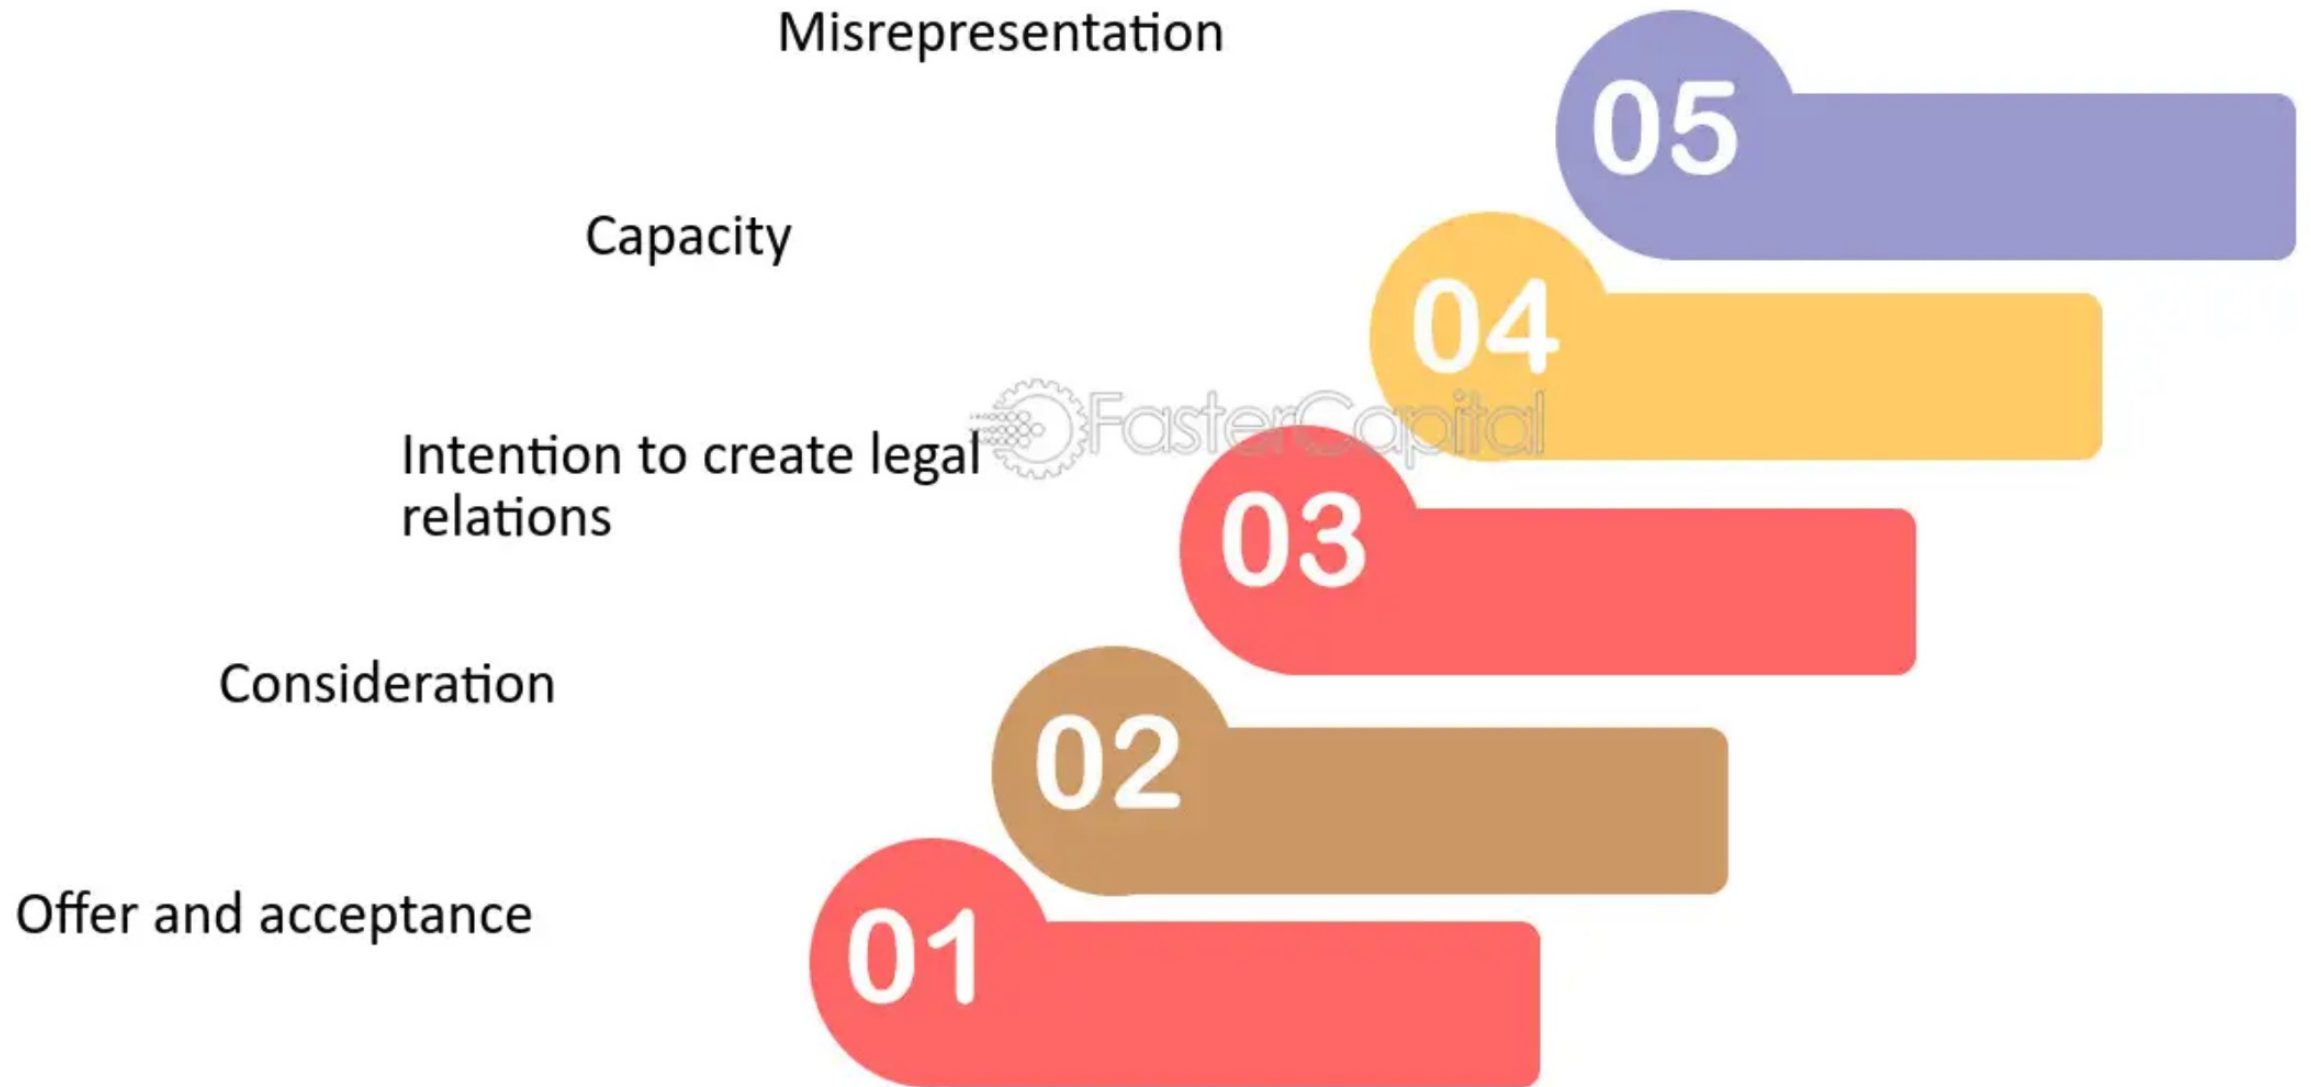 Misrepresentation
05
Capacity
04
FasterCapital
Intention to create legal
relations
03
Consideration
02
Offer and acceptance
01